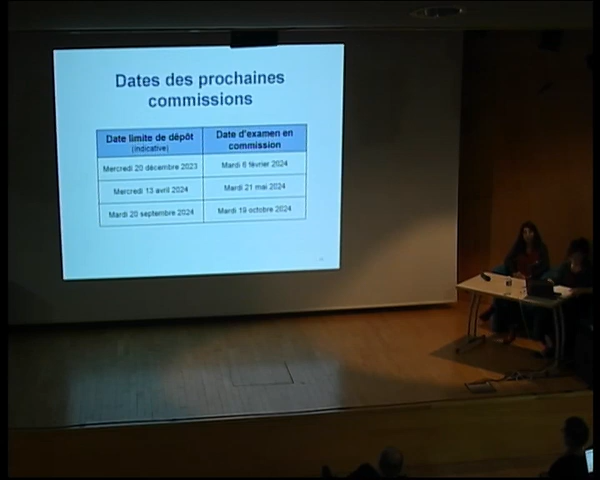 Dates des prochaines
commissions
Date limite de dépôt
(indicative)
Date d'examen en
commission
Mercredi 20 décembre 2023
Mardi 6 février 2024
Mercredi 13 avril 2024
Mardi 21 mai 2024
Mardi 20 septembre 2024
Mardi 19 octobre 2024